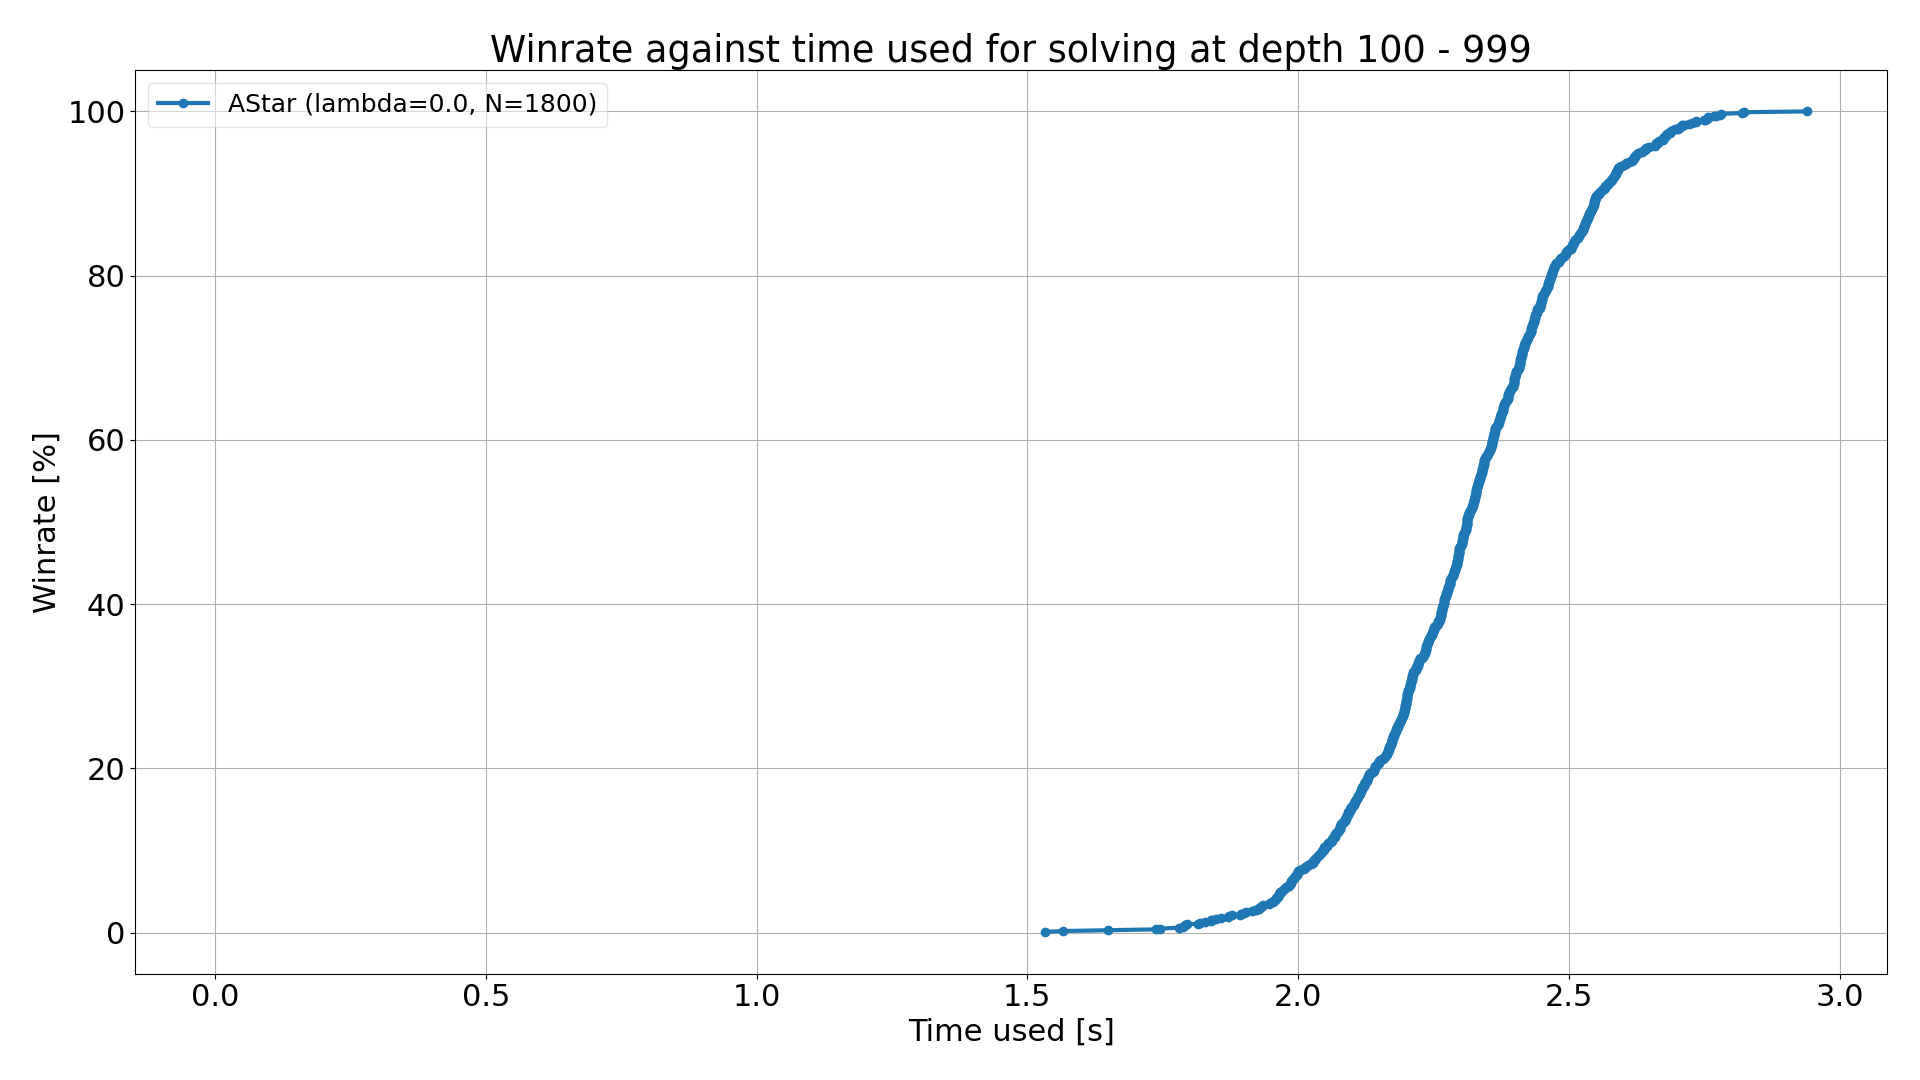 Winrate against time used for solving at depth 100 - 999
AStar (lambda=0.0, N=1800)
100
80
60
40
20
0
Winrate [%]
0.0 0.5 1.0 1.5 2.0 2.5 3.0
Time used [s]